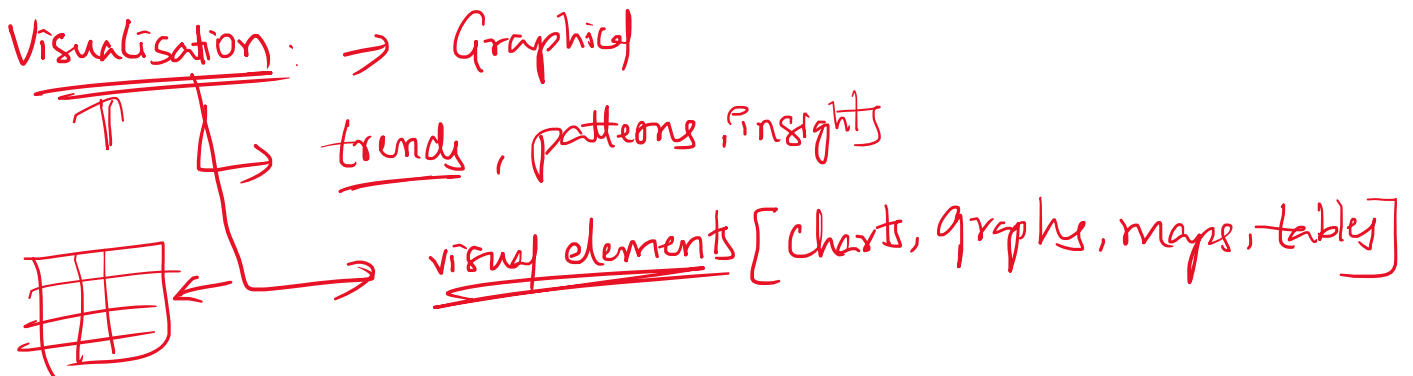 Visualisation : → Graphical
→ trends, patterns, insights
→ visual elements [charts, graphs, maps, tables]